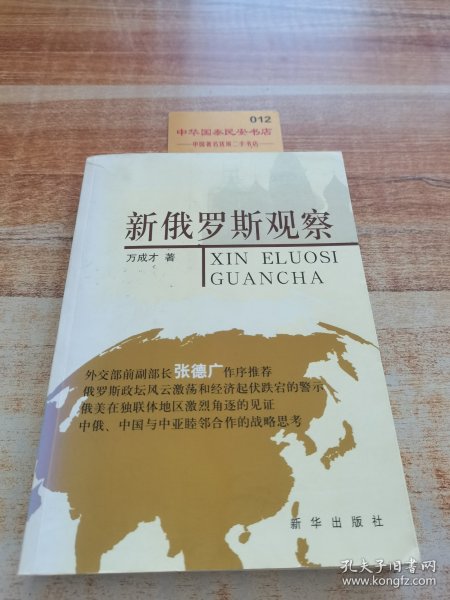 012
中华国泰民安书店
中国著名技第二手书店
新俄罗斯观察
万成才 著
XIN ELUOSI
GUANCHA
外交部前副部长张德广作序推荐
俄罗斯政坛风云激荡和经济起伏跌宕的警示
俄美在独联体地区激烈角逐的见证
中俄、中国与中亚睦邻合作的战略思考
新华出版社
孔夫子旧书网
www.kongfz.com